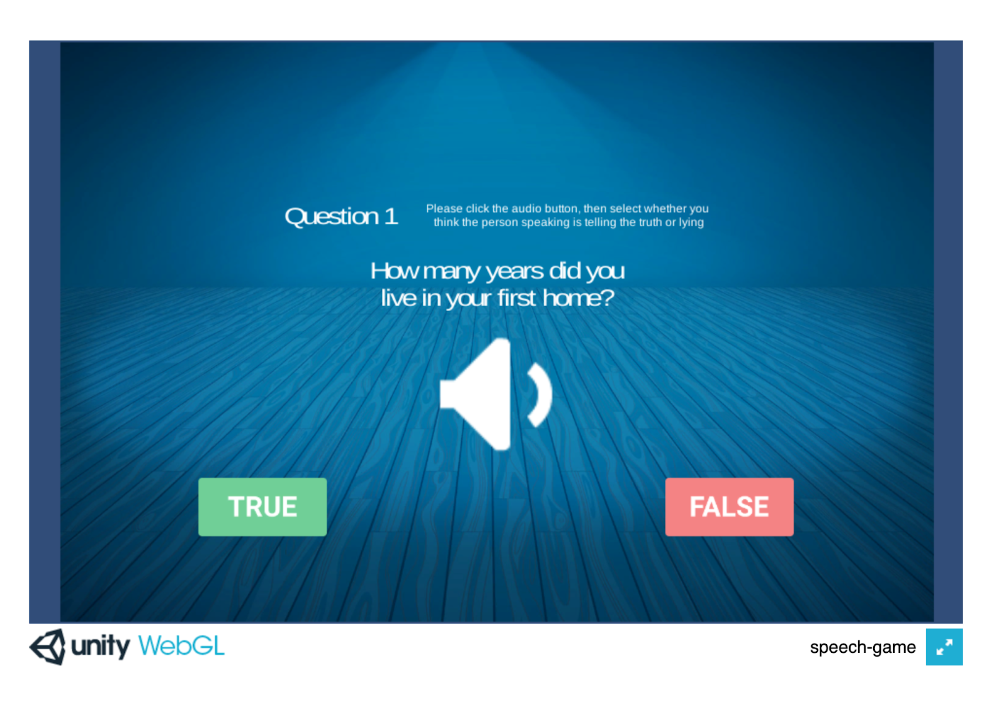 Question 1
Please click the audio button, then select whether you
think the person speaking is telling the truth or lying
How many years did you
live in your first home?
TRUE
FALSE
unity WebGL
speech-game